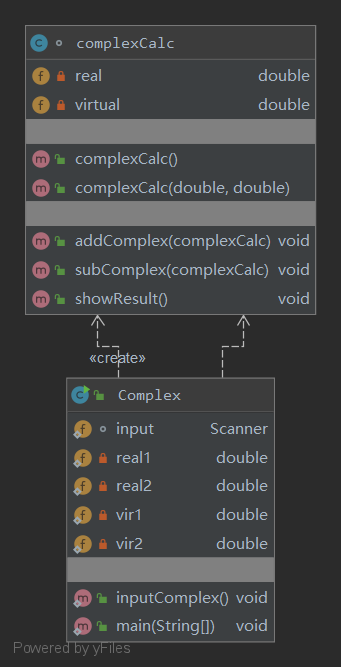 complexCalc
real double
virtual double
complexCalc()
complexCalc(double, double)
addComplex(complexCalc) void
subComplex(complexCalc) void
showResult() void
«create»
Complex
input Scanner
real1 double
real2 double
vir1 double
vir2 double
inputComplex() void
main(String[]) void
Powered by yFiles